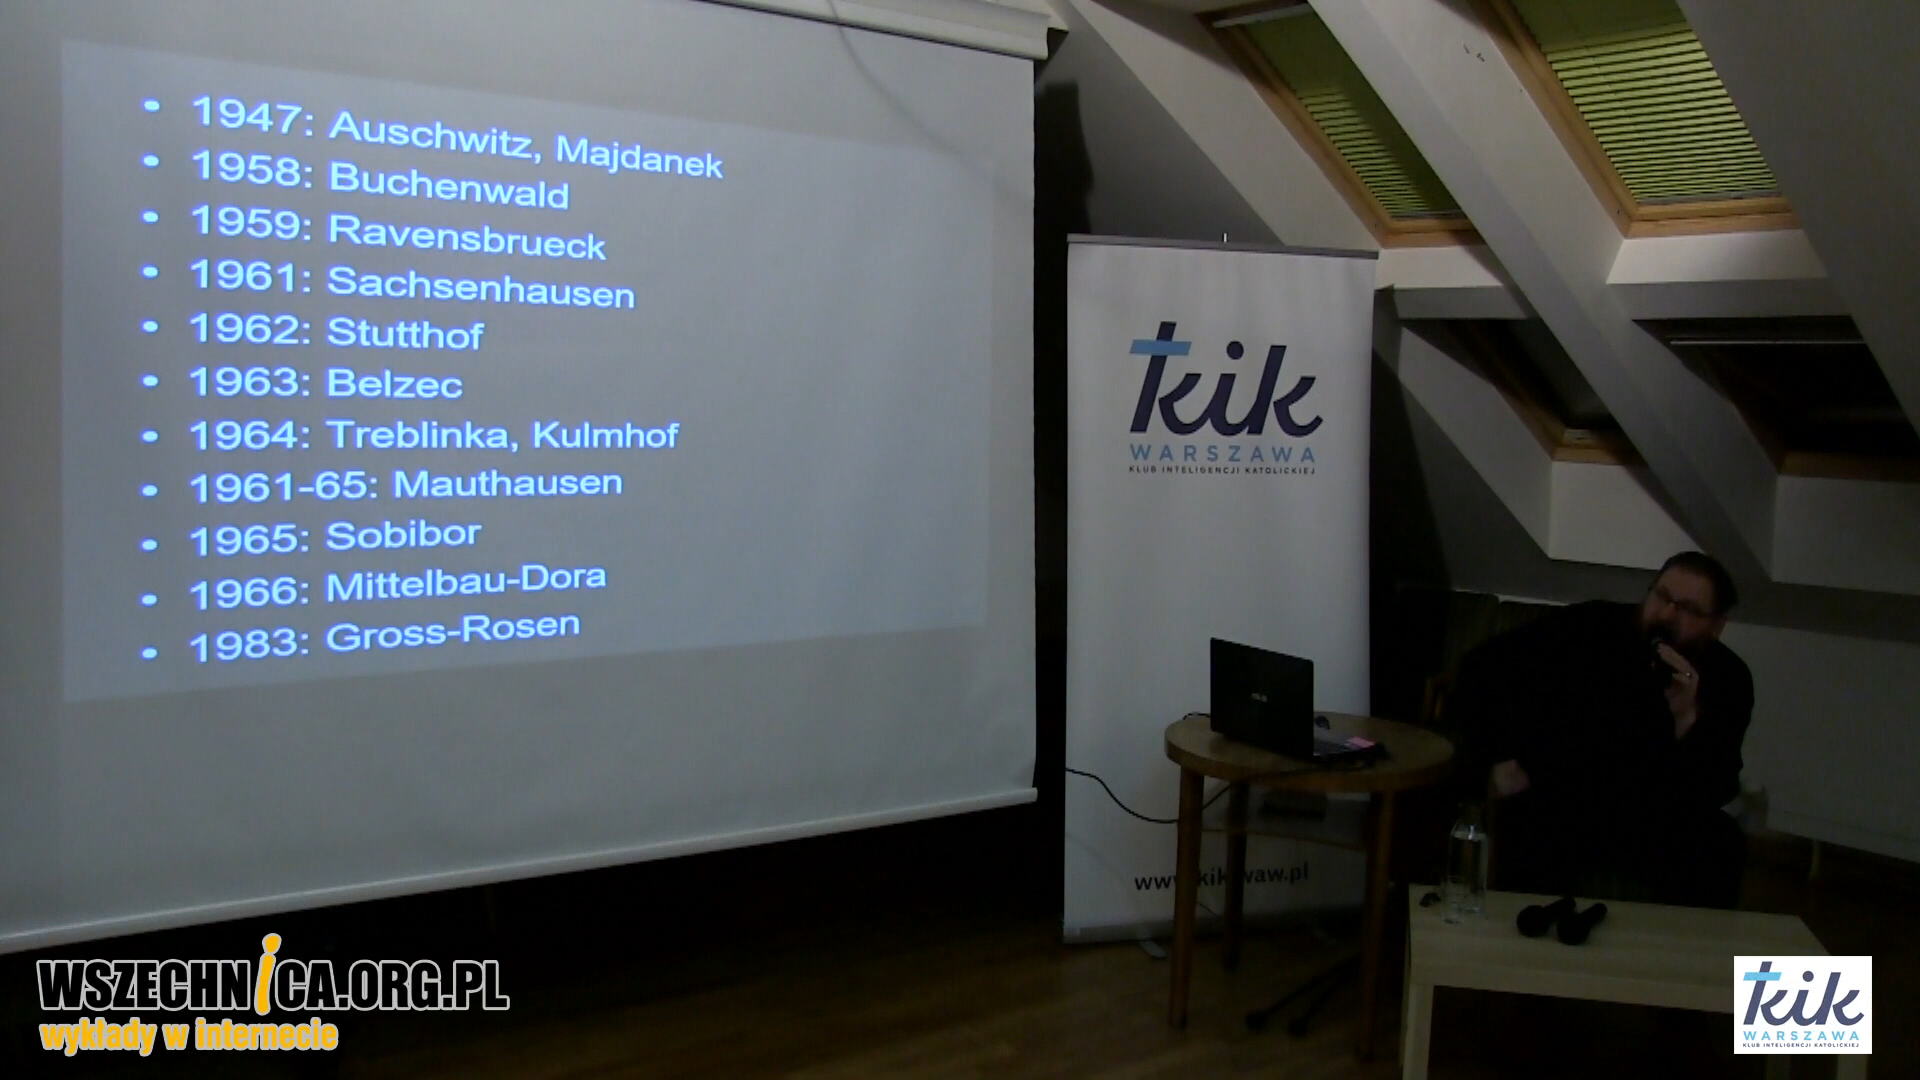 • 1947: Auschwitz, Majdanek
• 1958: Buchenwald
• 1959: Ravensbrueck
• 1961: Sachsenhausen
• 1962: Stutthof
• 1963: Belzec
• 1964: Treblinka, Kulmhof
• 1961-65: Mauthausen
• 1965: Sobibor
• 1966: Mittelbau-Dora
• 1983: Gross-Rosen
kik
WARSZAWA
KLUB INTELIGENCJI KATOLICKIEJ
ASUS
WSZECHNICA.ORG.PL
wykłady w internecie
kik
WARSZAWA
KLUB INTELIGENCJI KATOLICKIEJ